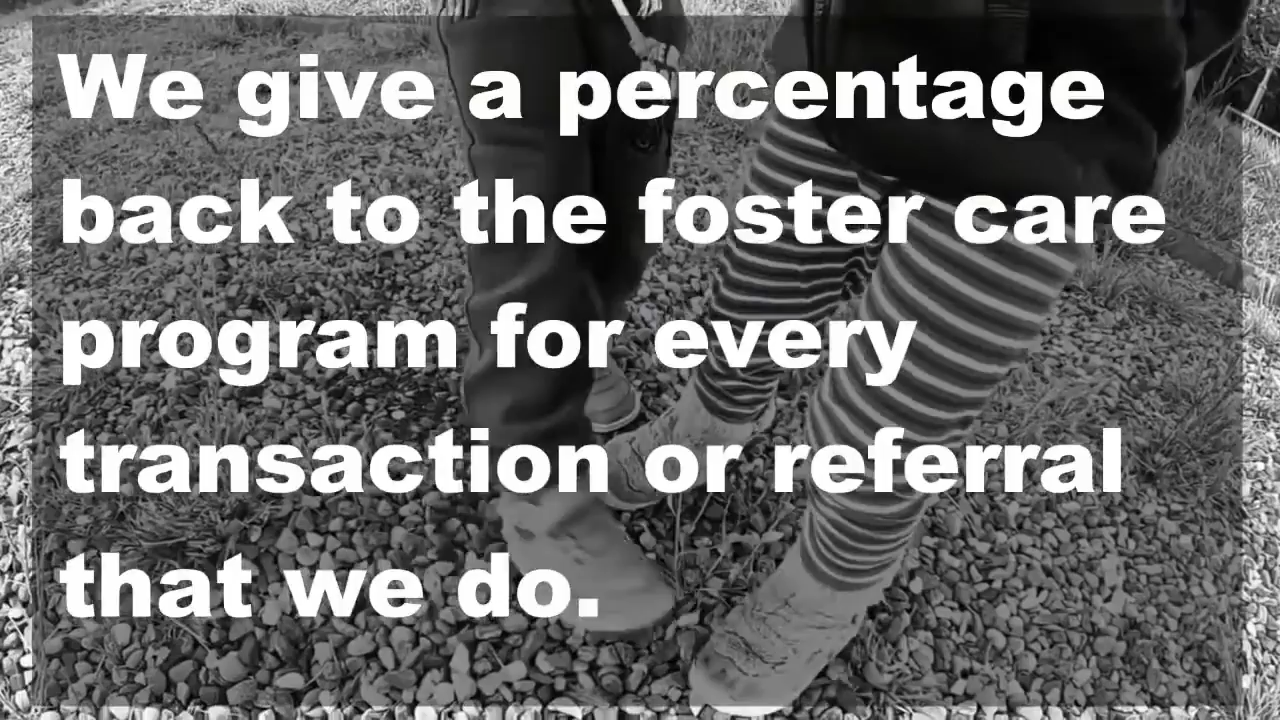 We give a percentage
back to the foster care
program for every
transaction or referral
that we do.